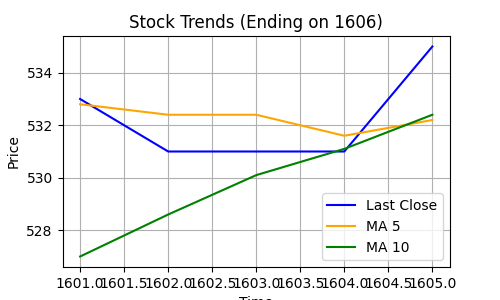 Stock Trends (Ending on 1606)
Price
534
532
530
528
Last Close
MA 5
MA 10
1601.0 1601.5 1602.0 1602.5 1603.0 1603.5 1604.0 1604.5 1605.0
Time